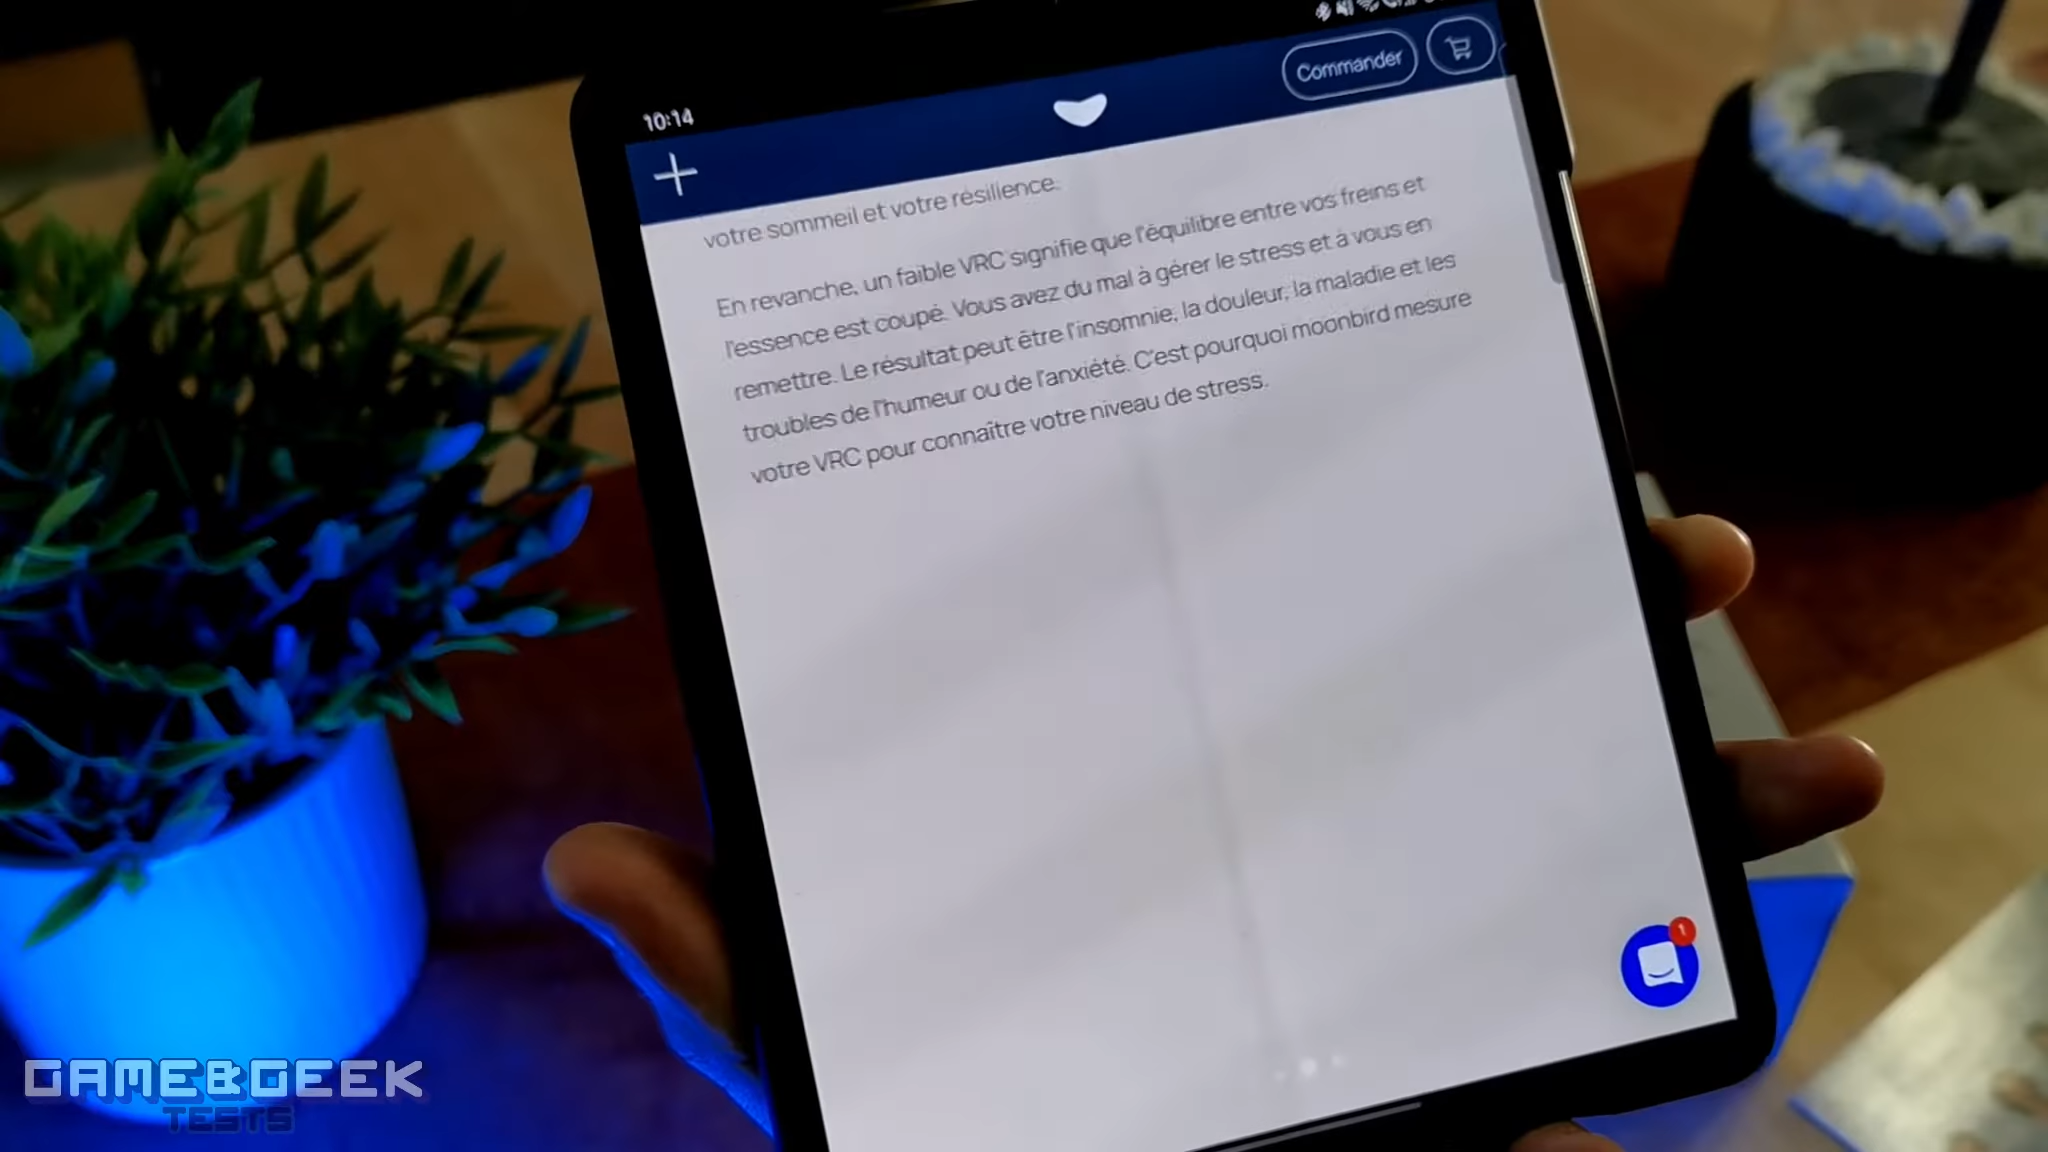 10:14
Commander
votre sommeil et votre résilience.
En revanche, un faible VRC signifie que l'équilibre entre vos freins et
l'essence est coupé. Vous avez du mal à gérer le stress et à vous en
remettre. Le résultat peut être l'insomnie, la douleur, la maladie et les
troubles de l'humeur ou de l'anxiété. C'est pourquoi moonbird mesure
votre VRC pour connaître votre niveau de stress.
1
GAME&GEEK
TESTS